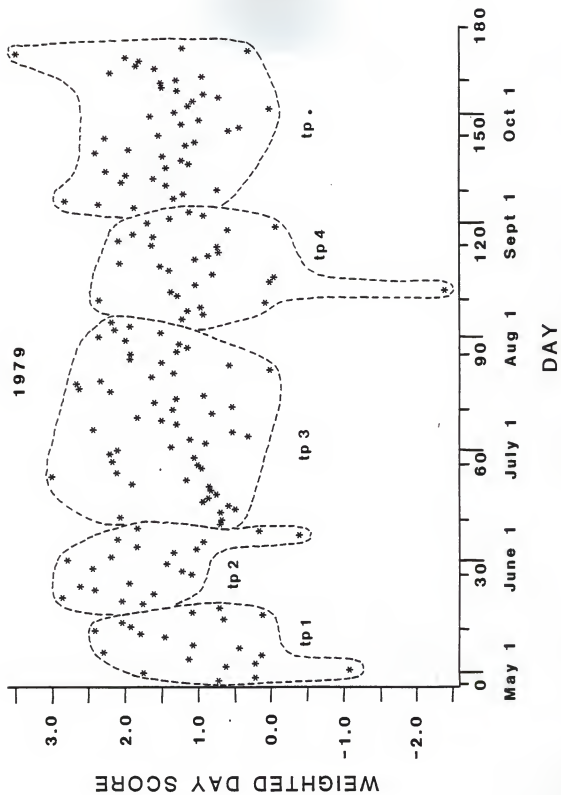 1979
WEIGHTED DAY SCORE
3.0
2.0
1.0
0.0
-1.0
-2.0
tp 1
tp 2
tp 3
tp 4
tp .
0 30 60 90 120 150 180
May 1 June 1 July 1 Aug 1 Sept 1 Oct 1
DAY